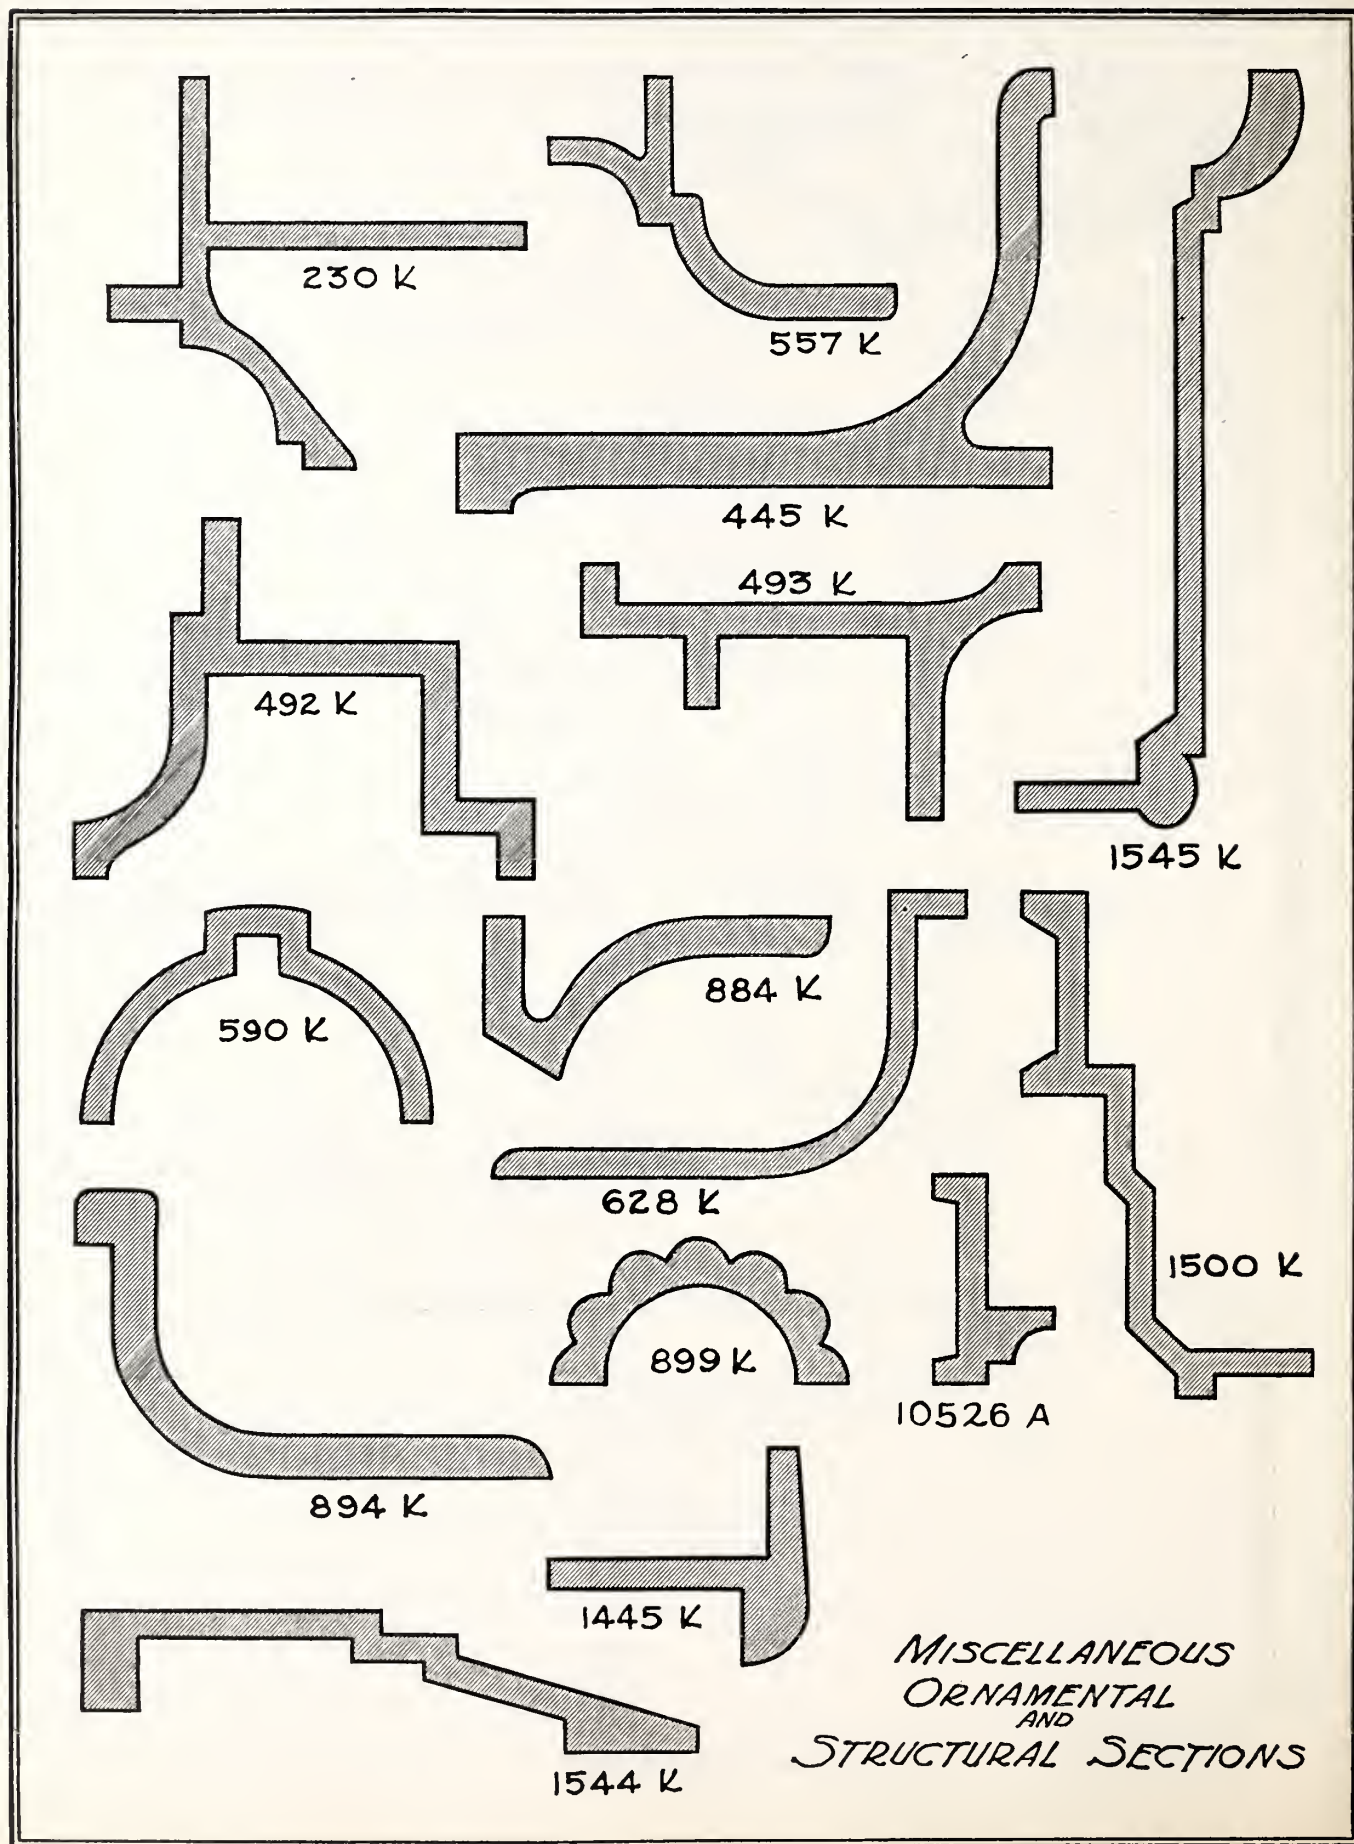 230 K
557 K
445 K
493 K
492 K
1545 K
884 K
590 K
628 K
1500 K
899 K
10526 A
894 K
1445 K
1544 K
MISCELLANEOUS
ORNAMENTAL
AND
STRUCTURAL SECTIONS